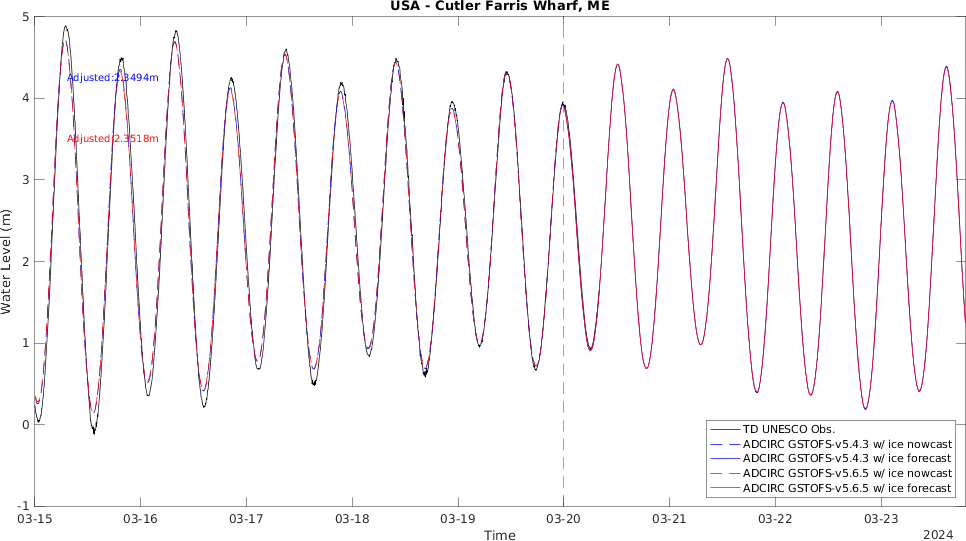 USA - Cutler Farris Wharf, ME
5
4
3
2
1
0
-1
Water Level (m)
Adjusted:2.3494m
Adjusted:2.3518m
TD UNESCO Obs.
ADCIRC GSTOFS-v5.4.3 w/ ice nowcast
ADCIRC GSTOFS-v5.4.3 w/ ice forecast
ADCIRC GSTOFS-v5.6.5 w/ ice nowcast
ADCIRC GSTOFS-v5.6.5 w/ ice forecast
03-15 03-16 03-17 03-18 03-19 03-20 03-21 03-22 03-23
Time
2024